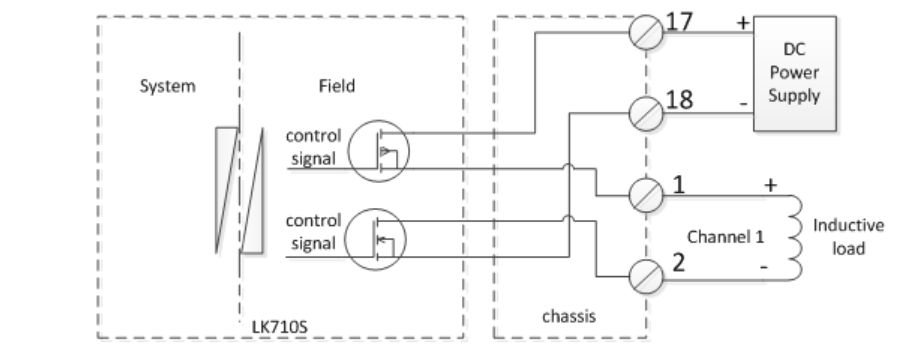 17
+
DC
Power
Supply
System
Field
18
-
control
signal
1
+
control
signal
Channel 1
Inductive
load
2
-
chassis
LK710S